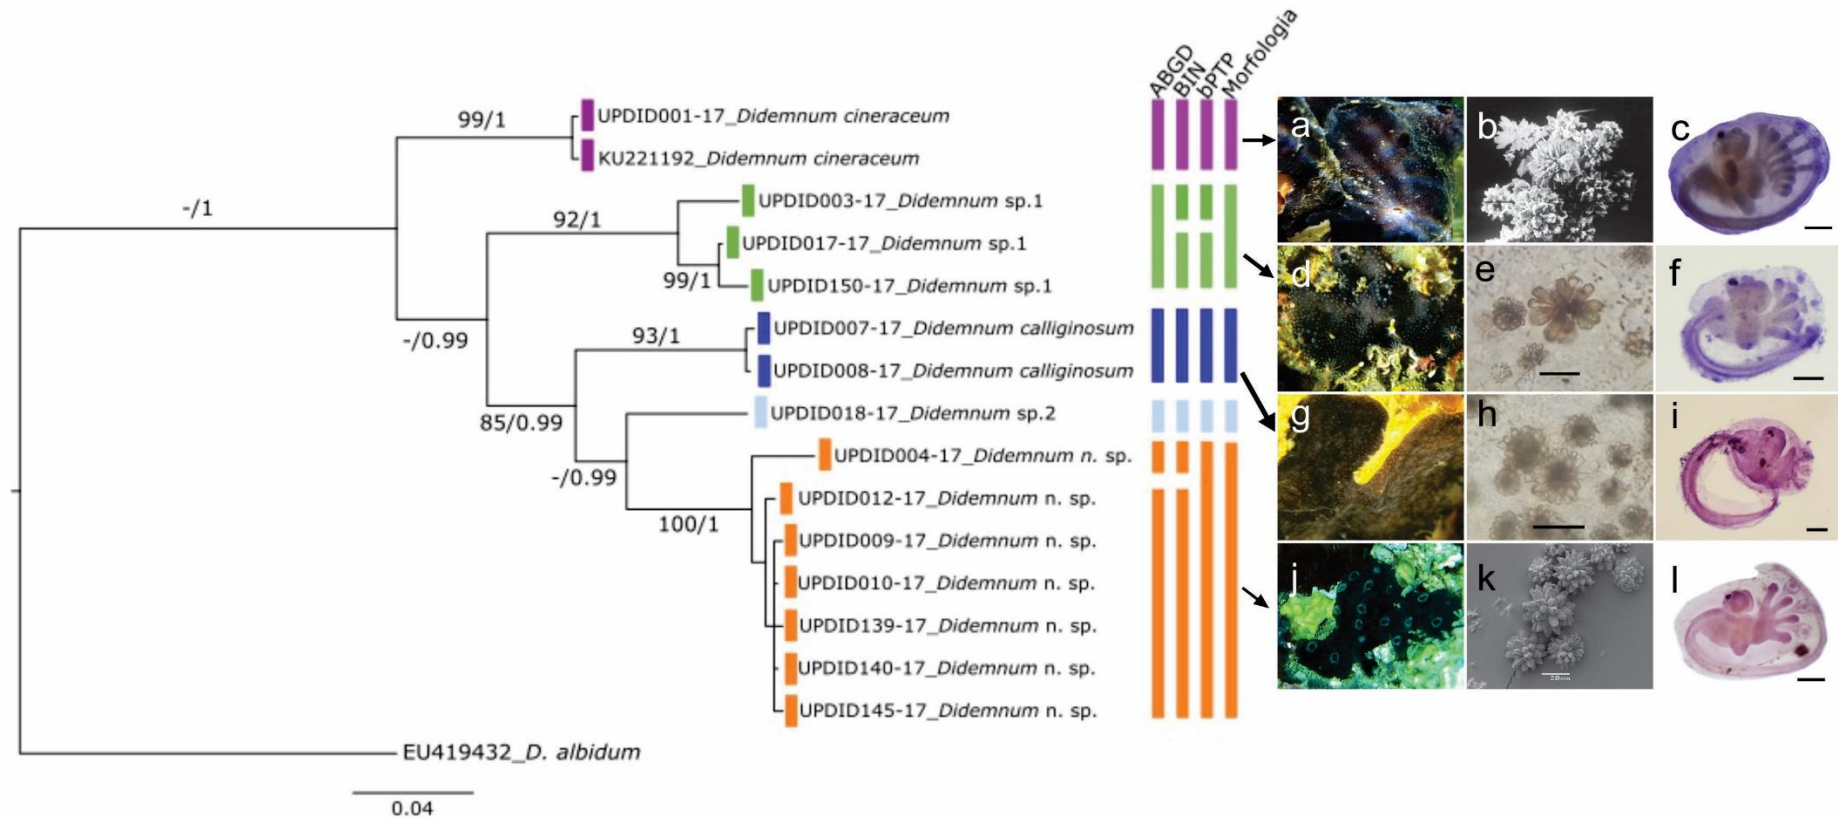 ABGD
BIN
bPTP
Morfologia
99/1
UPDID001-17_Didemnum cineraceum
KU221192_Didemnum cineraceum
-/1
92/1
UPDID003-17_Didemnum sp.1
UPDID017-17_Didemnum sp.1
99/1
UPDID150-17_Didemnum sp.1
-/0.99
93/1
UPDID007-17_Didemnum calliginosum
UPDID008-17_Didemnum calliginosum
85/0.99
UPDID018-17_Didemnum sp.2
-/0.99
UPDID004-17_Didemnum n. sp.
100/1
UPDID012-17_Didemnum n. sp.
UPDID009-17_Didemnum n. sp.
UPDID010-17_Didemnum n. sp.
UPDID139-17_Didemnum n. sp.
UPDID140-17_Didemnum n. sp.
UPDID145-17_Didemnum n. sp.
EU419432_D. albidum
0.04
a b c
d e f
g h i
j k l